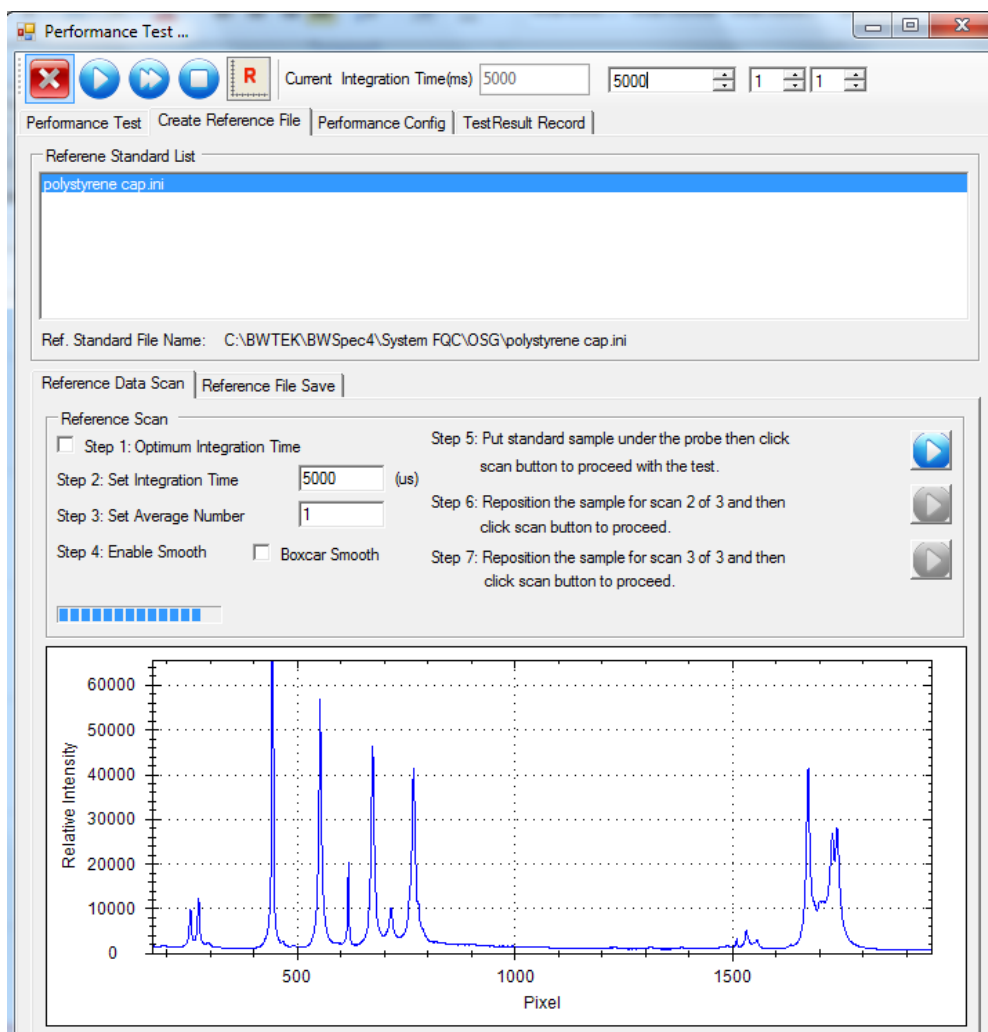 Performance Test ...
R Current Integration Time(ms) 5000 5000 1 1
Performance Test Create Reference File Performance Config TestResult Record
Referene Standard List
polystyrene cap.ini
Ref. Standard File Name: C:\BWTEK\BWSpec4\System FQC\OSG\polystyrene cap.ini
Reference Data Scan Reference File Save
Reference Scan
Step 1: Optimum Integration Time
Step 2: Set Integration Time 5000 (us)
Step 3: Set Average Number 1
Step 4: Enable Smooth Boxcar Smooth
Step 5: Put standard sample under the probe then click
scan button to proceed with the test.
Step 6: Reposition the sample for scan 2 of 3 and then
click scan button to proceed.
Step 7: Reposition the sample for scan 3 of 3 and then
click scan button to proceed.
60000
50000
40000
30000
20000
10000
0
Relative Intensity
500 1000 1500
Pixel